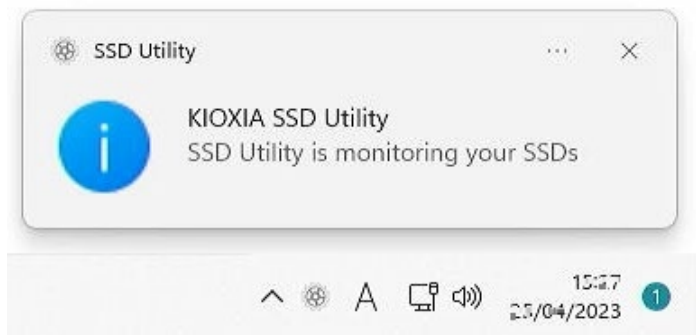 SSD Utility
KIOXIA SSD Utility
SSD Utility is monitoring your SSDs
A
1